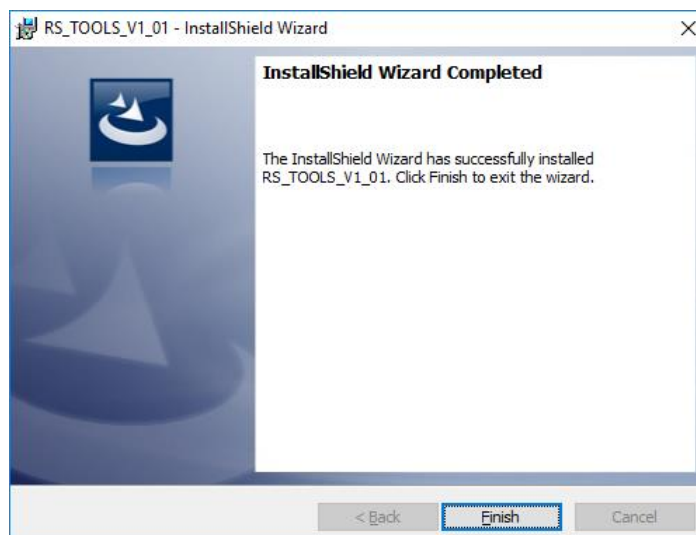 RS_TOOLS_V1_01 - InstallShield Wizard
InstallShield Wizard Completed
The InstallShield Wizard has successfully installed
RS_TOOLS_V1_01. Click Finish to exit the wizard.
< Back
Finish
Cancel